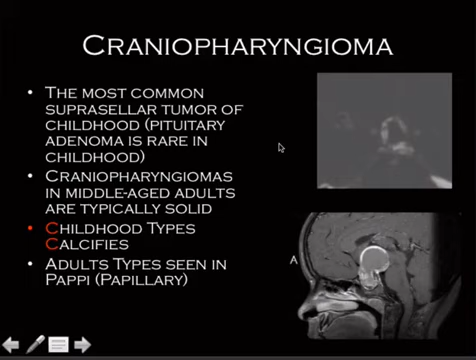 CRANIOPHARYNGIOMA
• THE MOST COMMON
SUPRASELLAR TUMOR OF
CHILDHOOD (PITUITARY
ADENOMA IS RARE IN
CHILDHOOD)
• CRANIOPHARYNGIOMAS
IN MIDDLE-AGED ADULTS
ARE TYPICALLY SOLID
• CHILDHOOD TYPES
CALCIFIES
• ADULTS TYPES SEEN IN
PAPPI (PAPILLARY)
A